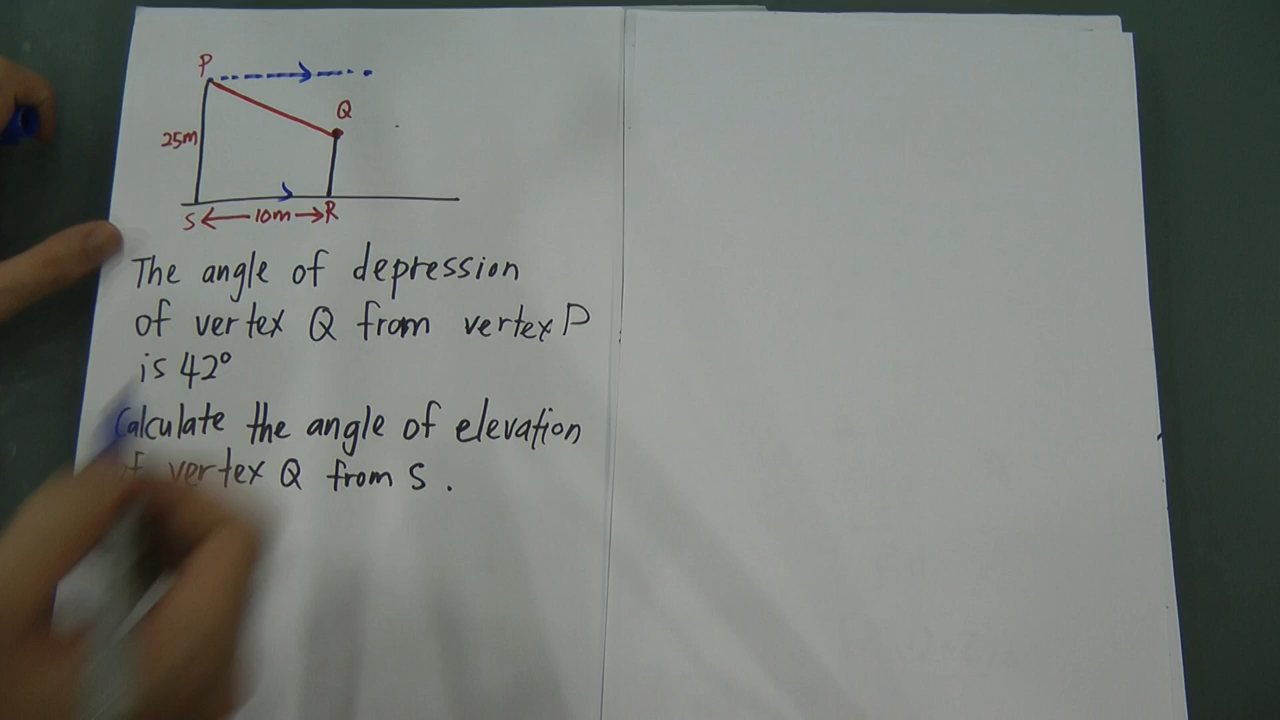 P
Q
25m
S 10m R
The angle of depression
of vertex Q from vertex P
is 42°
Calculate the angle of elevation
of vertex Q from S.